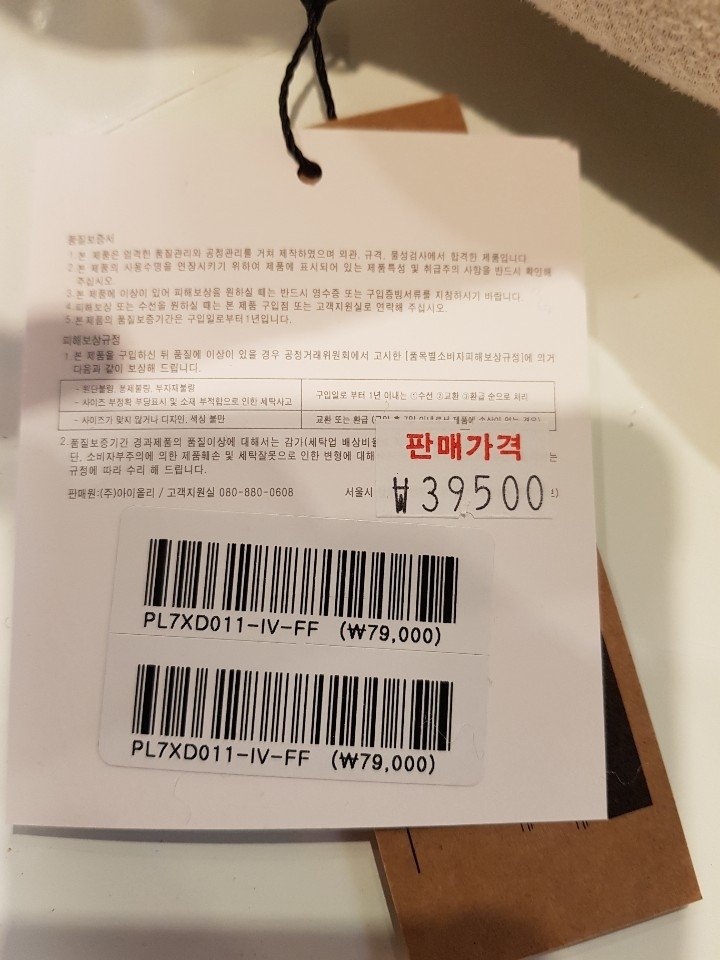 품질보증서
1.본 제품은 엄격한 품질관리와 공정관리를 거쳐 제작하였으며 외관, 규격, 물성검사에서 합격한 제품입니다.
2.본 제품의 사용수명을 연장시키기 위하여 제품에 표시되어 있는 제품특성 및 취급주의 사항을 반드시 확인해
주십시오.
3.본 제품에 이상이 있어 피해보상을 원하실 때는 반드시 영수증 또는 구입증빙서류를 지참하시기 바랍니다.
4.피해보상 또는 수선을 원하실 때는 본 제품 구입점 또는 고객지원실로 연락해 주십시오.
5.본 제품의 품질보증기간은 구입일로부터 1년입니다.
피해보상규정
1.본 제품을 구입하신 뒤 품질에 이상이 있을 경우 공정거래위원회에서 고시한 [품목별소비자피해보상규정]에 의거
다음과 같이 보상해 드립니다.
- 원단불량, 봉제불량, 부자재불량
- 사이즈 부정확 부당표시 및 소재 부적합으로 인한 세탁사고
구입일로 부터 1년 이내는 ①수선 ②교환 ③환급 순으로 처리
- 사이즈가 맞지 않거나 디자인, 색상 불만
교환 또는 환급
2.품질보증기간 경과제품의 품질이상에 대해서는 감가(세탁업 배상비율
단, 소비자부주의에 의한 제품훼손 및 세탁잘못으로 인한 변형에 대해
는
규정에 따라 수리 해 드립니다.
판매원:(주)아이올리 / 고객지원실 080-880-0608 서울시
판매가격
₩39500
PL7XD011-IV-FF (₩79,000)
PL7XD011-IV-FF (₩79,000)